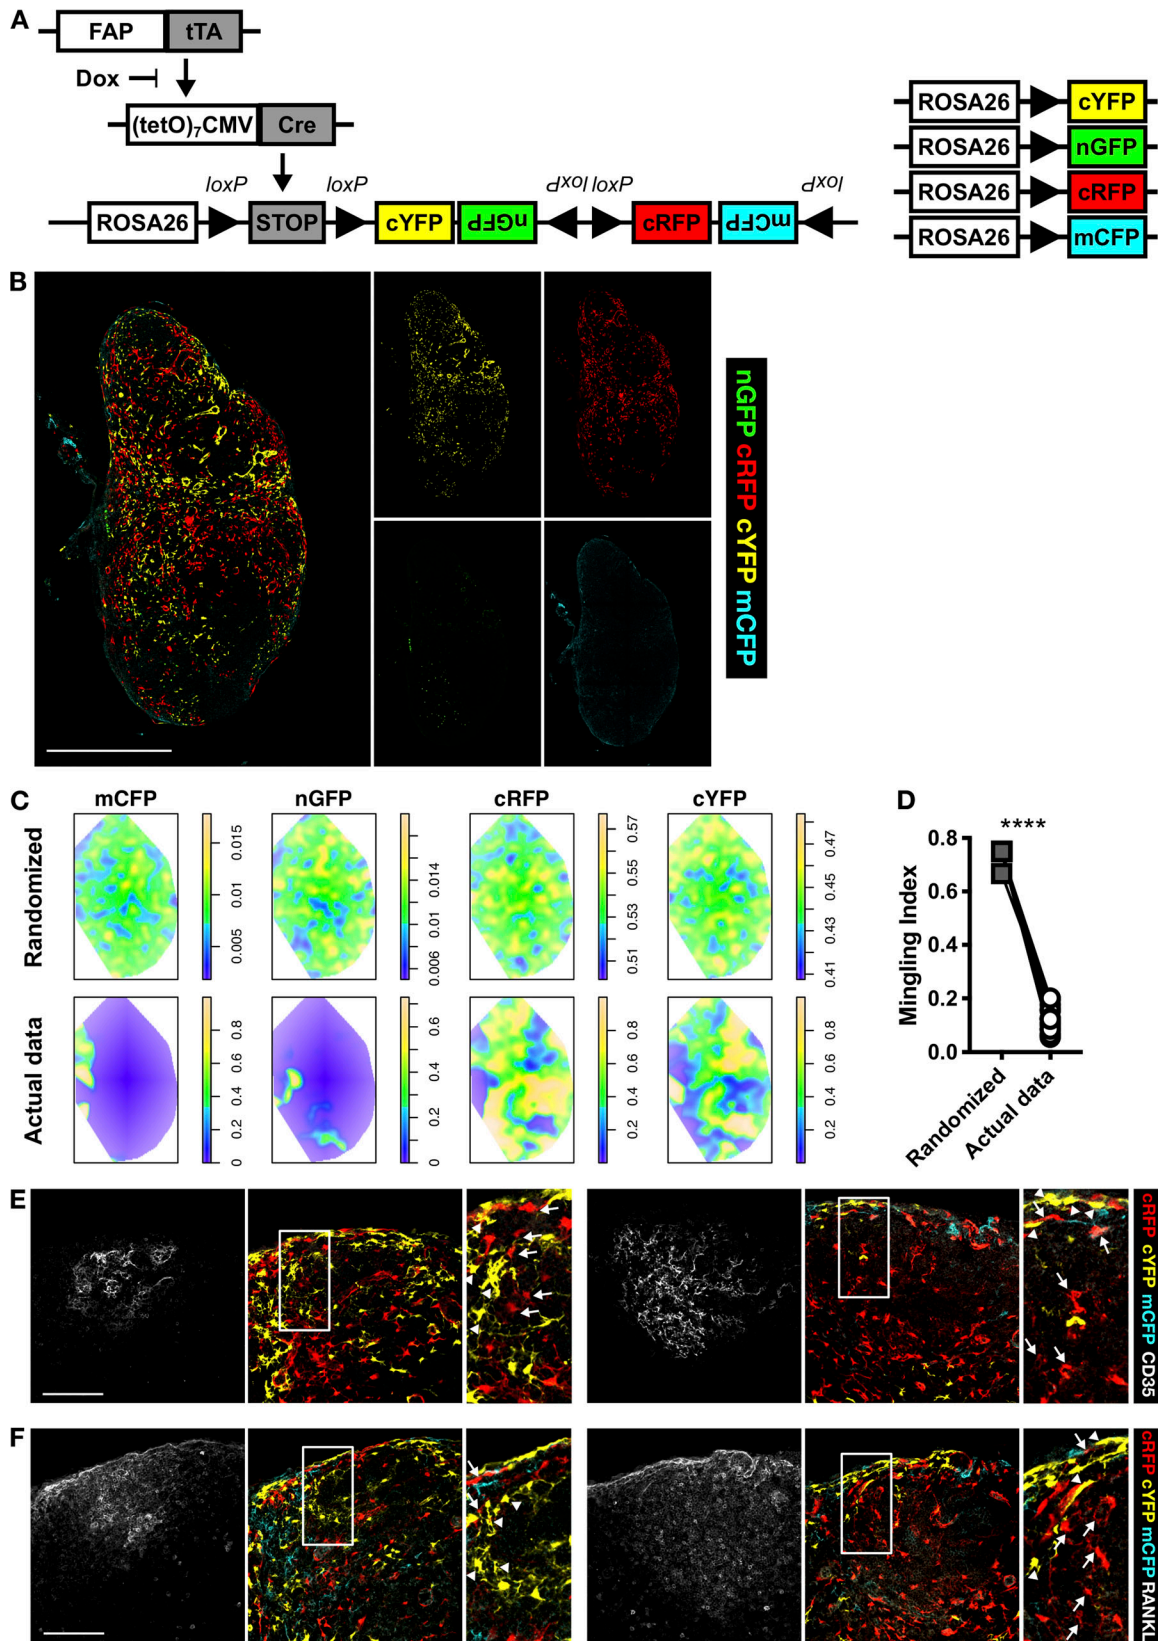 A
FAP tTA
Dox
(tetO)7CMV Cre
loxP loxP loxP loxP loxP
ROSA26 STOP cYFP nGFP cRFP mCFP
ROSA26 cYFP
ROSA26 nGFP
ROSA26 cRFP
ROSA26 mCFP
B
nGFP cRFP cYFP mCFP
C
mCFP nGFP cRFP cYFP
Randomized
0.005 0.01 0.015
0.006 0.01 0.014
0.51 0.53 0.55 0.57
0.41 0.43 0.45 0.47
Actual data
0 0.2 0.4 0.6 0.8
0 0.2 0.4 0.6
0.2 0.4 0.6 0.8
0.2 0.4 0.6 0.8
D
****
Mingling Index
0.8
0.6
0.4
0.2
0.0
Randomized
Actual data
E
cRFP cYFP mCFP CD35
F
cRFP cYFP mCFP RANKL